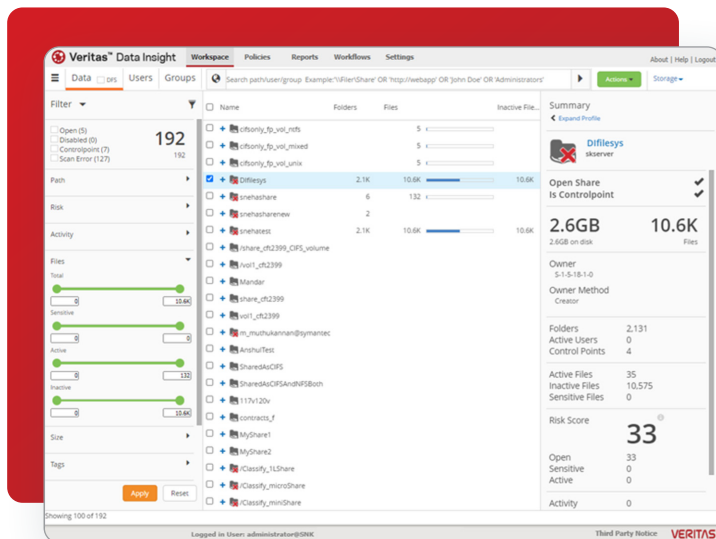 Veritas™ Data Insight
Workspace Policies Reports Workflows Settings
About | Help | Logout
Data DFS Users Groups
Search path/user/group Example:'\\Filer\Share' OR 'http://webapp' OR 'John Doe' OR 'Administrators'
Actions
Storage
Filter
Open (5)
Disabled (0)
Controlpoint (7)
Scan Error (127)
192
192
Path
Risk
Activity
Files
Total
0 10.6K
Sensitive
0 0
Active
0 132
Inactive
0 10.6K
Size
Tags
Apply Reset
Name Folders Files Inactive File...
cifsonly_fp_vol_ntfs 5
cifsonly_fp_vol_mixed 5
cifsonly_fp_vol_unix 5
DIfilesys 2.1K 10.6K 10.6K
snehashare 6 132
snehasharenew 2
snehatest 2.1K 10.6K 10.6K
/share_cft2399_CIFS_volume
/vol1_cft2399
Mandar
share_cft2399
vol1_cft2399
m_muthukannan@symantec
AnshulTest
SharedAsCIFS
SharedAsCIFSAndNFSBoth
117v120v
contracts_f
MyShare1
MyShare2
/Classify_1LShare
/Classify_microShare
/Classify_miniShare
Summary
Expand Profile
DIfilesys
skserver
Open Share
Is Controlpoint
2.6GB 10.6K
2.6GB on disk Files
Owner
S-1-5-18-1-0
Owner Method
Creator
Folders 2,131
Active Users 0
Control Points 4
Active Files 35
Inactive Files 10,575
Sensitive Files 0
Risk Score
33
Open 33
Sensitive 0
Active 0
Activity 0
Showing 100 of 192
Logged in User: administrator@SNK
Third Party Notice VERITAS